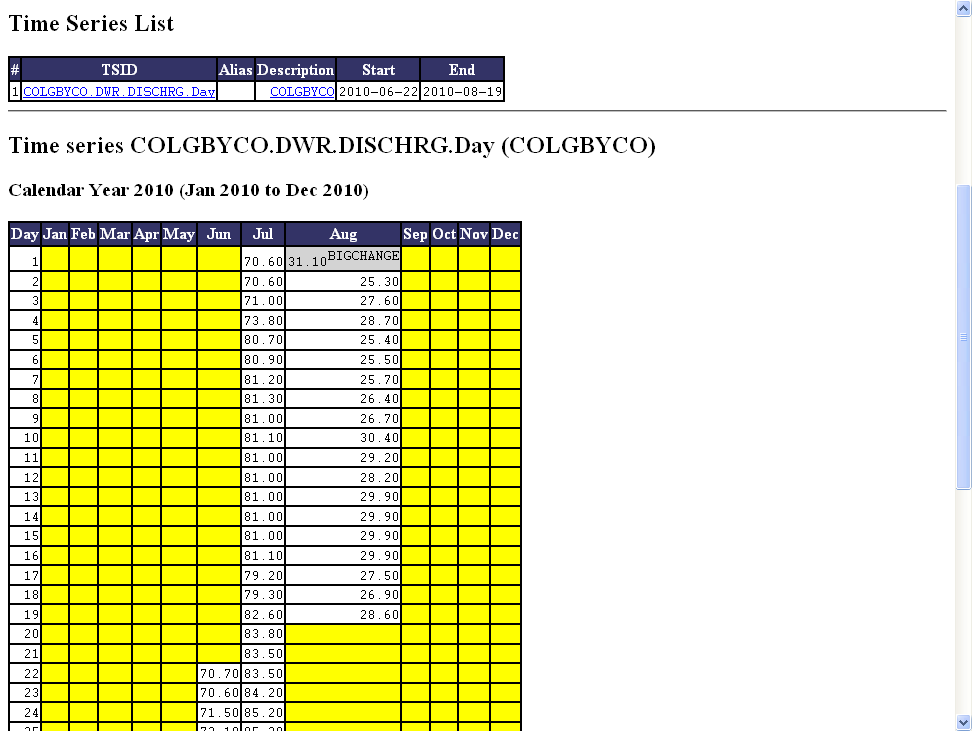 Time Series List
# TSID Alias Description Start End
1 COLGBYCO.DWR.DISCHRG.Day COLGBYCO 2010-06-22 2010-08-19
Time series COLGBYCO.DWR.DISCHRG.Day (COLGBYCO)
Calendar Year 2010 (Jan 2010 to Dec 2010)
Day Jan Feb Mar Apr May Jun Jul Aug Sep Oct Nov Dec
1 70.60 31.10BIGCHANGE
2 70.60 25.30
3 71.00 27.60
4 73.80 28.70
5 80.70 25.40
6 80.90 25.50
7 81.20 25.70
8 81.30 26.40
9 81.00 26.70
10 81.10 30.40
11 81.00 29.20
12 81.00 28.20
13 81.00 29.90
14 81.00 29.90
15 81.00 29.90
16 81.10 29.90
17 79.20 27.50
18 79.30 26.90
19 82.60 28.60
20 83.80
21 83.50
22 70.70 83.50
23 70.60 84.20
24 71.50 85.20